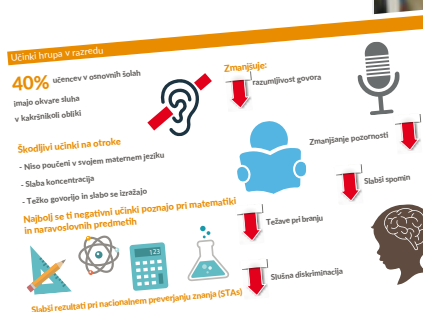 Učinki hrupa v razredu
40% učencev v osnovnih šolah
imajo okvare sluha
v kakršnikoli obliki
Škodljivi učinki na otroke
- Niso poučeni v svojem maternem jeziku
- Slaba koncentracija
- Težko govorijo in slabo se izražajo
Najbolj se ti negativni učinki poznajo pri matematiki
in naravoslovnih predmetih
123
Slabši rezultati pri nacionalnem preverjanju znanja (STAs)
Zmanjšuje:
razumljivost govora
Zmanjšanje pozornosti
Slabši spomin
Težave pri branju
Slušna diskriminacija